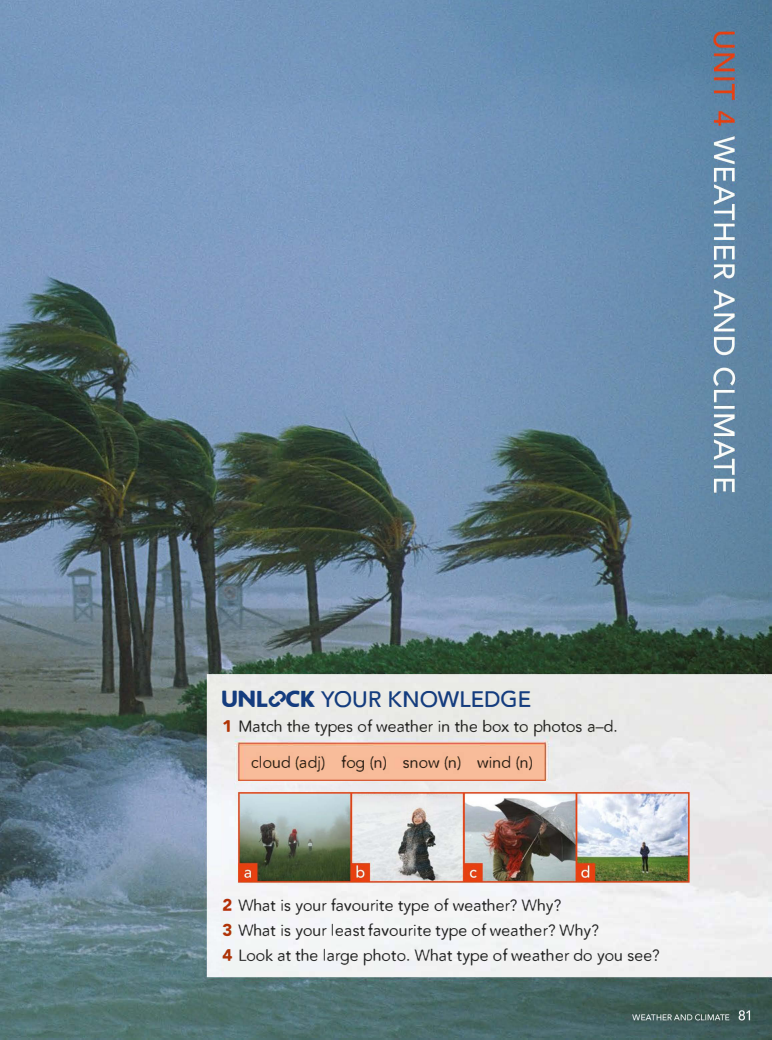 UNIT 4 WEATHER AND CLIMATE
UNLOCK YOUR KNOWLEDGE
1 Match the types of weather in the box to photos a–d.
cloud (adj) fog (n) snow (n) wind (n)
a b c d
2 What is your favourite type of weather? Why?
3 What is your least favourite type of weather? Why?
4 Look at the large photo. What type of weather do you see?
WEATHER AND CLIMATE 81